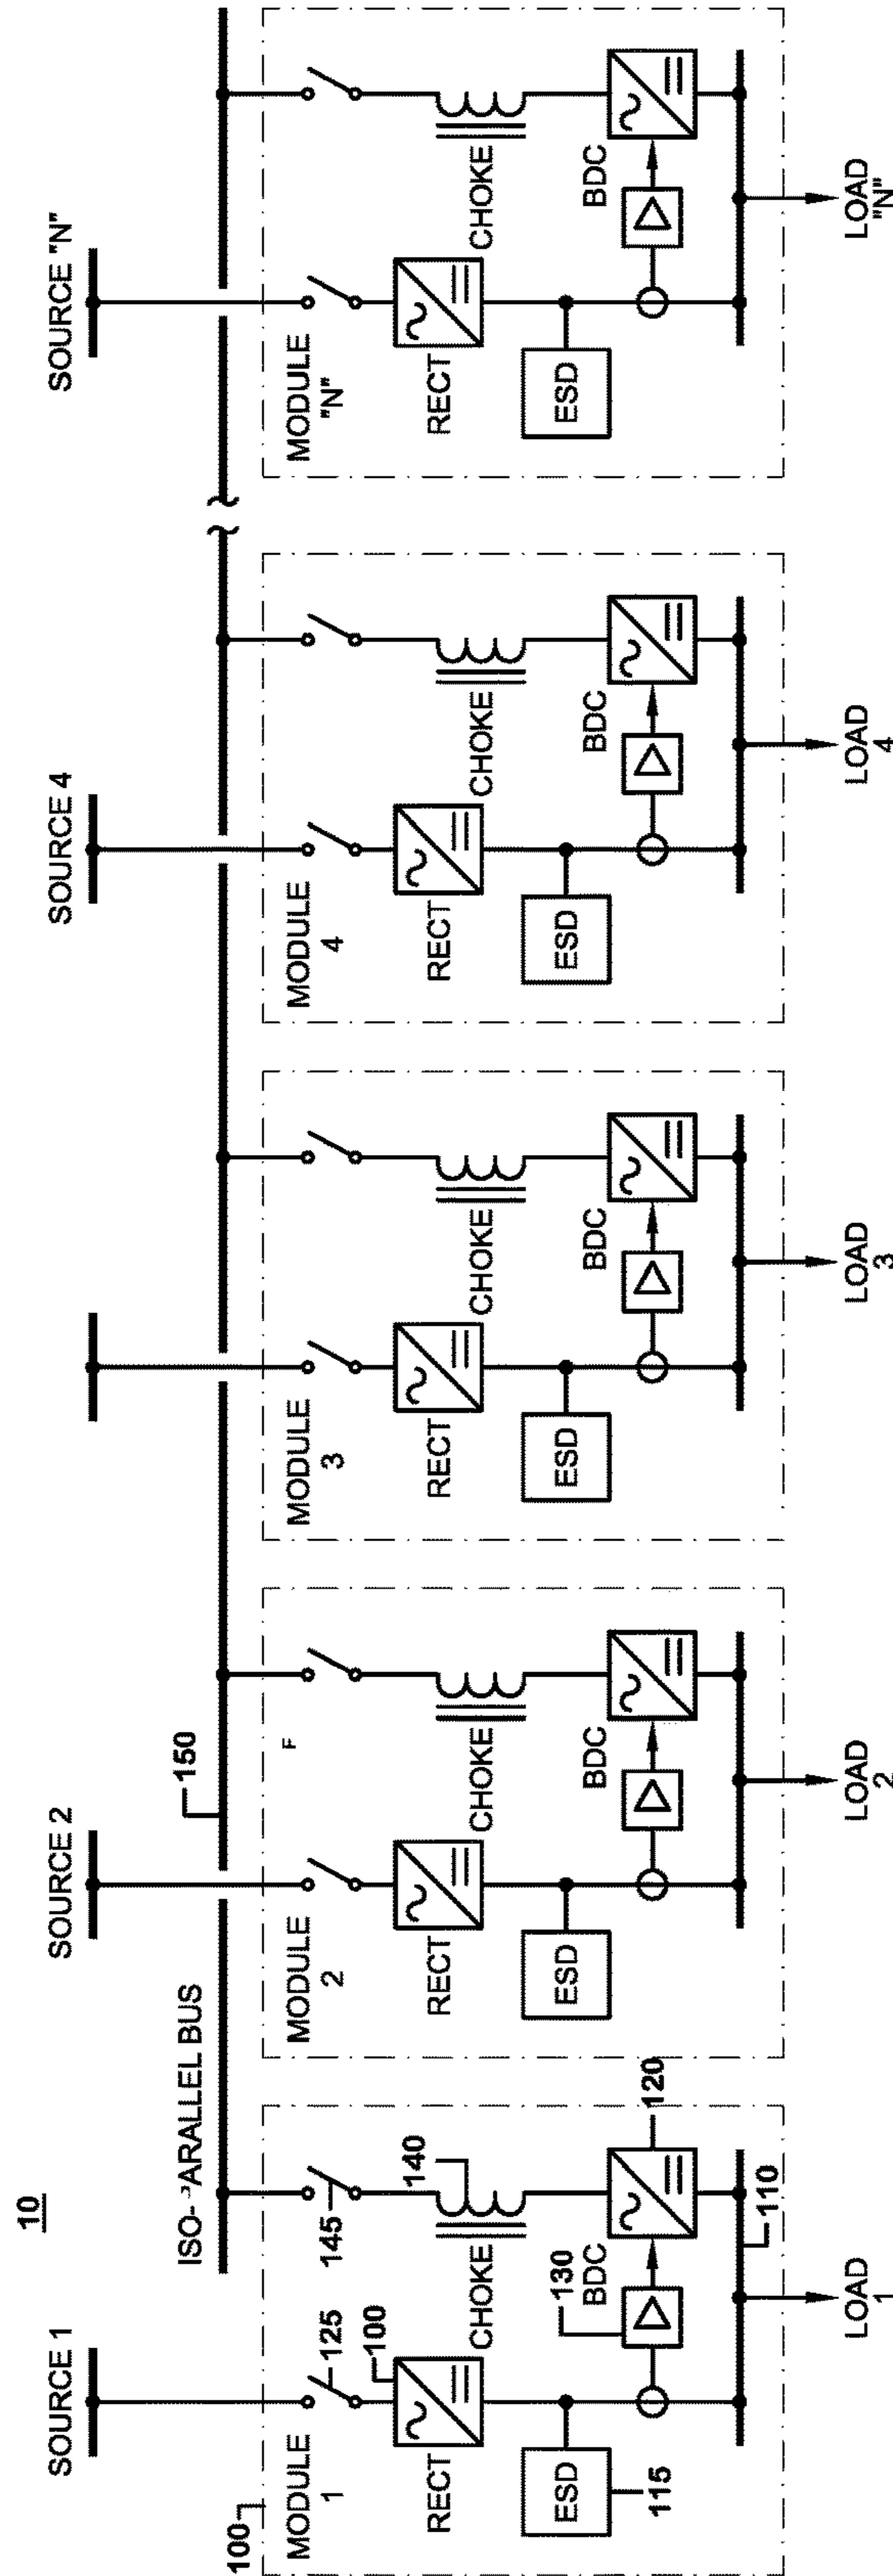 10
SOURCE 1
SOURCE 2
SOURCE 4
SOURCE "N"
ISO-PARALLEL BUS
150
100
MODULE
1
125
145
100
RECT
140
CHOKE
ESD
115
130
BDC
120
110
LOAD
1
MODULE
2
F
RECT
CHOKE
ESD
BDC
LOAD
2
MODULE
3
RECT
CHOKE
ESD
BDC
LOAD
3
MODULE
4
RECT
CHOKE
ESD
BDC
LOAD
4
MODULE
"N"
RECT
CHOKE
ESD
BDC
LOAD
"N"